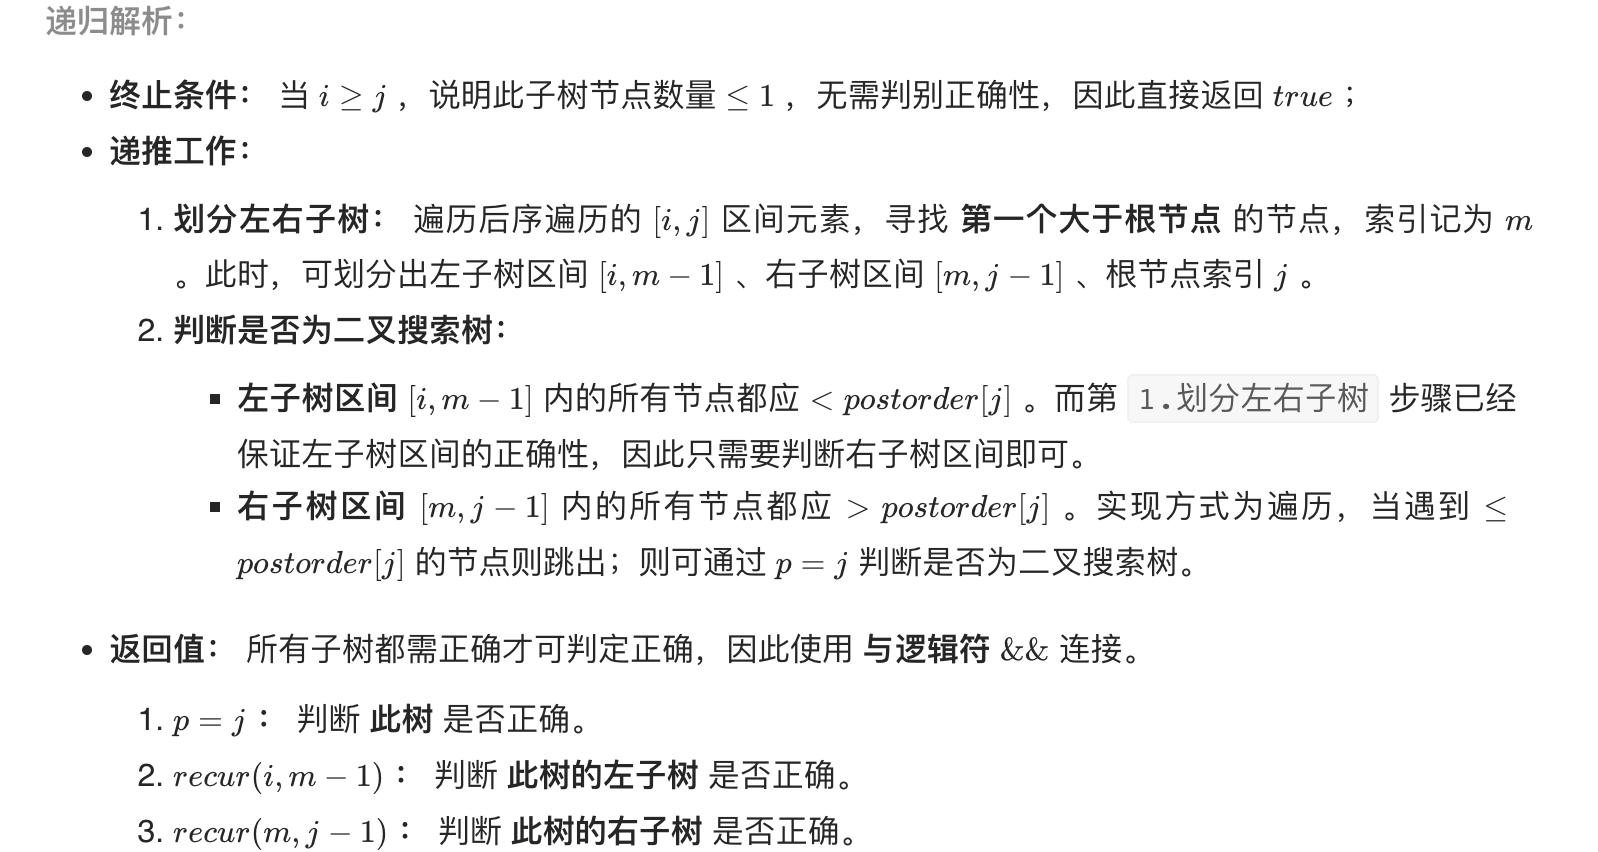 递归解析：
• 终止条件： 当 i ≥ j ，说明此子树节点数量 ≤ 1 ，无需判别正确性，因此直接返回 true ；
• 递推工作：
1. 划分左右子树： 遍历后序遍历的 [i, j] 区间元素，寻找 第一个大于根节点 的节点，索引记为 m
。此时，可划分出左子树区间 [i, m − 1] 、右子树区间 [m, j − 1] 、根节点索引 j 。
2. 判断是否为二叉搜索树：
▪ 左子树区间 [i, m − 1] 内的所有节点都应 < postorder[j] 。而第 1.划分左右子树 步骤已经
保证左子树区间的正确性，因此只需要判断右子树区间即可。
▪ 右子树区间 [m, j − 1] 内的所有节点都应 > postorder[j] 。实现方式为遍历，当遇到 ≤
postorder[j] 的节点则跳出；则可通过 p = j 判断是否为二叉搜索树。
• 返回值： 所有子树都需正确才可判定正确，因此使用 与逻辑符 && 连接。
1. p = j ： 判断 此树 是否正确。
2. recur(i, m − 1) ： 判断 此树的左子树 是否正确。
3. recur(m, j − 1) ： 判断 此树的右子树 是否正确。